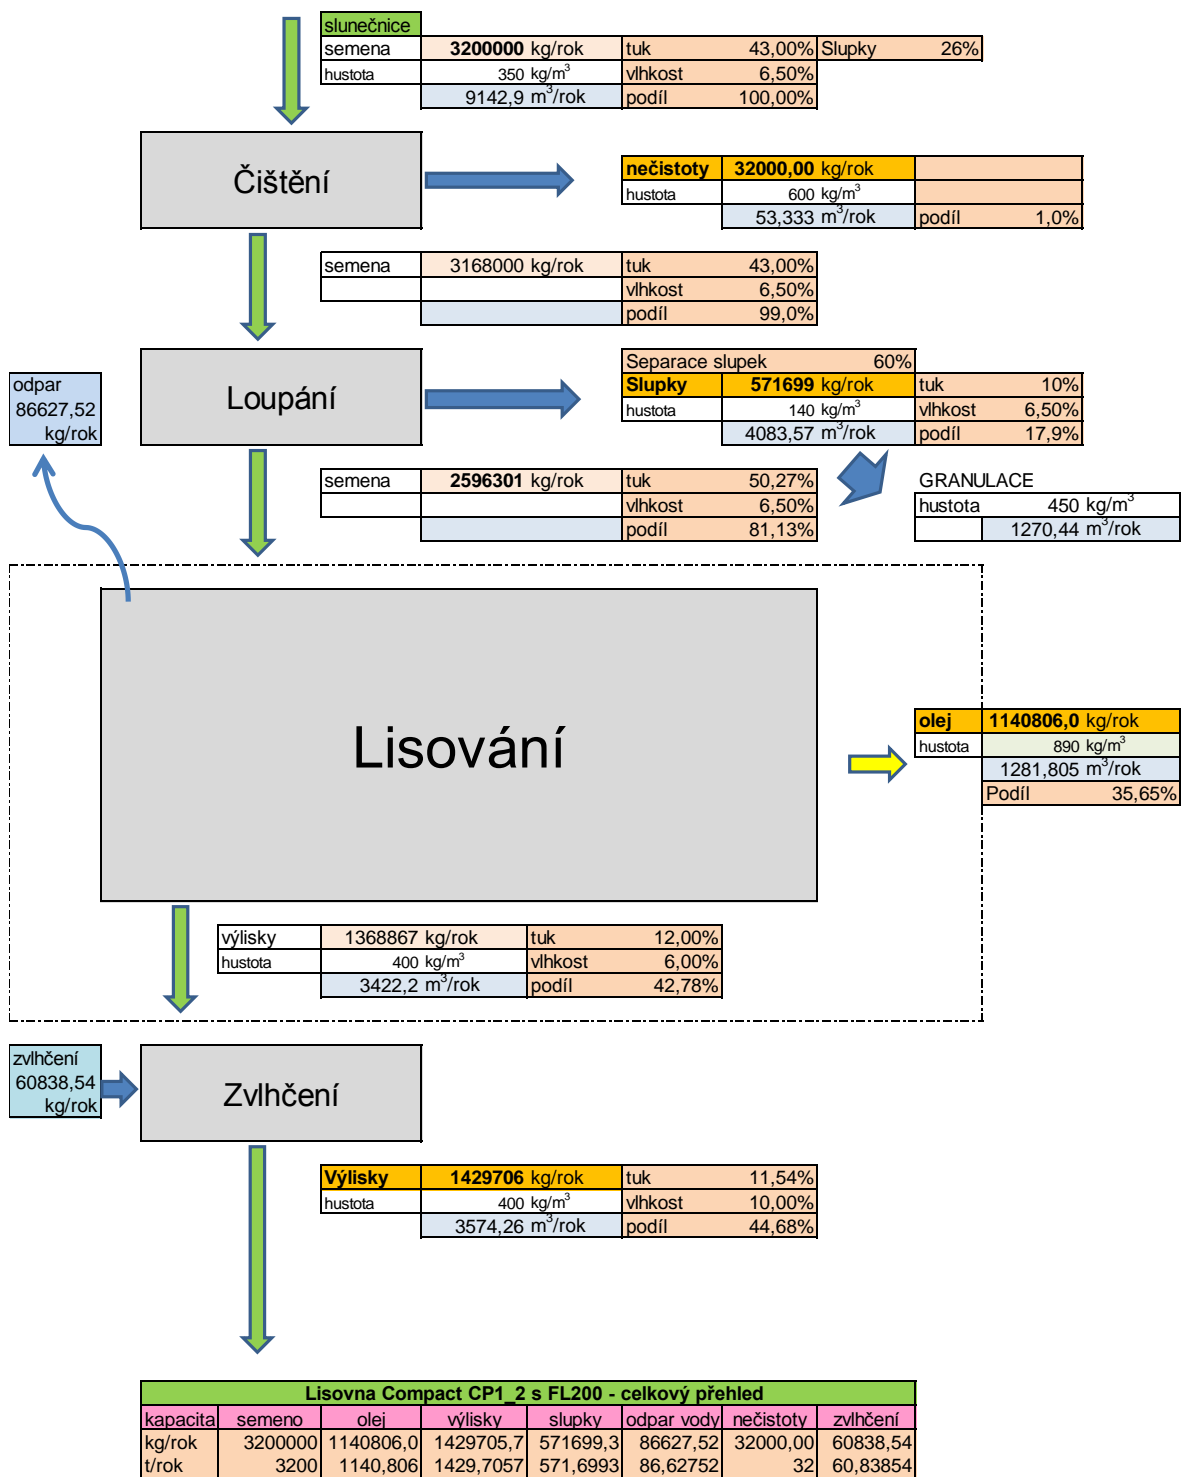 slunečnice
semena 3200000 kg/rok tuk 43,00% Slupky 26%
hustota 350 kg/m³ vlhkost 6,50%
9142,9 m³/rok podíl 100,00%
Čištění
nečistoty 32000,00 kg/rok
hustota 600 kg/m³
53,333 m³/rok podíl 1,0%
semena 3168000 kg/rok tuk 43,00%
vlhkost 6,50%
podíl 99,0%
Loupání
Separace slupek 60%
Slupky 571699 kg/rok tuk 10%
hustota 140 kg/m³ vlhkost 6,50%
4083,57 m³/rok podíl 17,9%
odpar
86627,52
kg/rok
semena 2596301 kg/rok tuk 50,27%
vlhkost 6,50%
podíl 81,13%
GRANULACE
hustota 450 kg/m³
1270,44 m³/rok
Lisování
olej 1140806,0 kg/rok
hustota 890 kg/m³
1281,805 m³/rok
Podíl 35,65%
výlisky 1368867 kg/rok tuk 12,00%
hustota 400 kg/m³ vlhkost 6,00%
3422,2 m³/rok podíl 42,78%
zvlhčení
60838,54
kg/rok
Zvlhčení
Výlisky 1429706 kg/rok tuk 11,54%
hustota 400 kg/m³ vlhkost 10,00%
3574,26 m³/rok podíl 44,68%
Lisovna Compact CP1_2 s FL200 - celkový přehled
kapacita semeno olej výlisky slupky odpar vody nečistoty zvlhčení
kg/rok 3200000 1140806,0 1429705,7 571699,3 86627,52 32000,00 60838,54
t/rok 3200 1140,806 1429,7057 571,6993 86,62752 32 60,83854